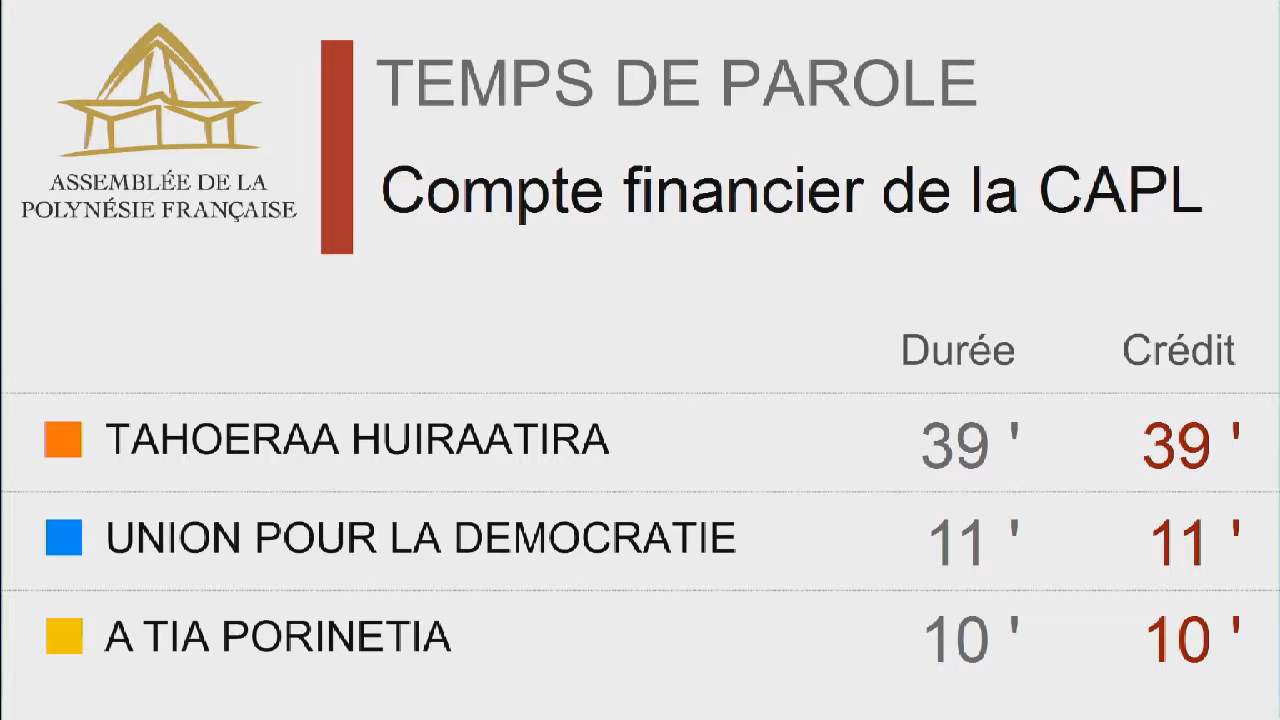 ASSEMBLÉE DE LA
POLYNÉSIE FRANÇAISE
TEMPS DE PAROLE
Compte financier de la CAPL
Durée Crédit
TAHOERAA HUIRAATIRA 39 ' 39 '
UNION POUR LA DEMOCRATIE 11 ' 11 '
A TIA PORINETIA 10 ' 10 '